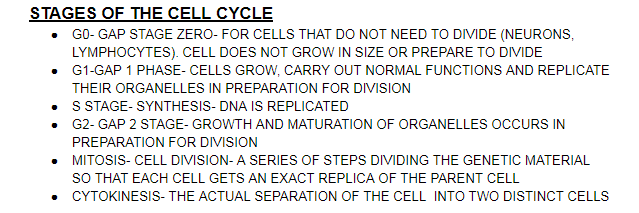 STAGES OF THE CELL CYCLE
● G0- GAP STAGE ZERO- FOR CELLS THAT DO NOT NEED TO DIVIDE (NEURONS,
LYMPHOCYTES). CELL DOES NOT GROW IN SIZE OR PREPARE TO DIVIDE
● G1-GAP 1 PHASE- CELLS GROW, CARRY OUT NORMAL FUNCTIONS AND REPLICATE
THEIR ORGANELLES IN PREPARATION FOR DIVISION
● S STAGE- SYNTHESIS- DNA IS REPLICATED
● G2- GAP 2 STAGE- GROWTH AND MATURATION OF ORGANELLES OCCURS IN
PREPARATION FOR DIVISION
● MITOSIS- CELL DIVISION- A SERIES OF STEPS DIVIDING THE GENETIC MATERIAL
SO THAT EACH CELL GETS AN EXACT REPLICA OF THE PARENT CELL
● CYTOKINESIS- THE ACTUAL SEPARATION OF THE CELL INTO TWO DISTINCT CELLS